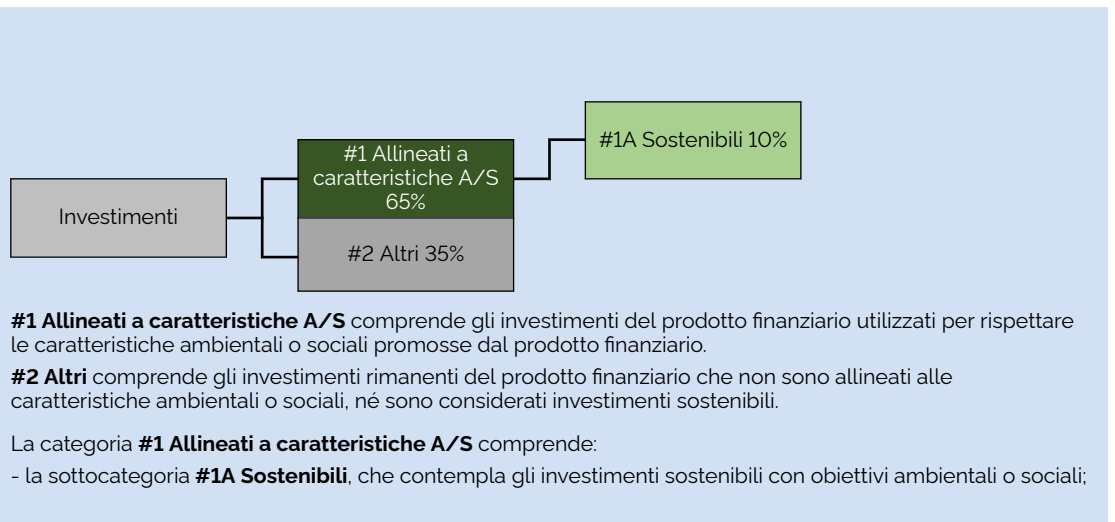 #1A Sostenibili 10%
#1 Allineati a
caratteristiche A/S
65%
Investimenti
#2 Altri 35%
#1 Allineati a caratteristiche A/S comprende gli investimenti del prodotto finanziario utilizzati per rispettare
le caratteristiche ambientali o sociali promosse dal prodotto finanziario.
#2 Altri comprende gli investimenti rimanenti del prodotto finanziario che non sono allineati alle
caratteristiche ambientali o sociali, né sono considerati investimenti sostenibili.
La categoria #1 Allineati a caratteristiche A/S comprende:
- la sottocategoria #1A Sostenibili, che contempla gli investimenti sostenibili con obiettivi ambientali o sociali;